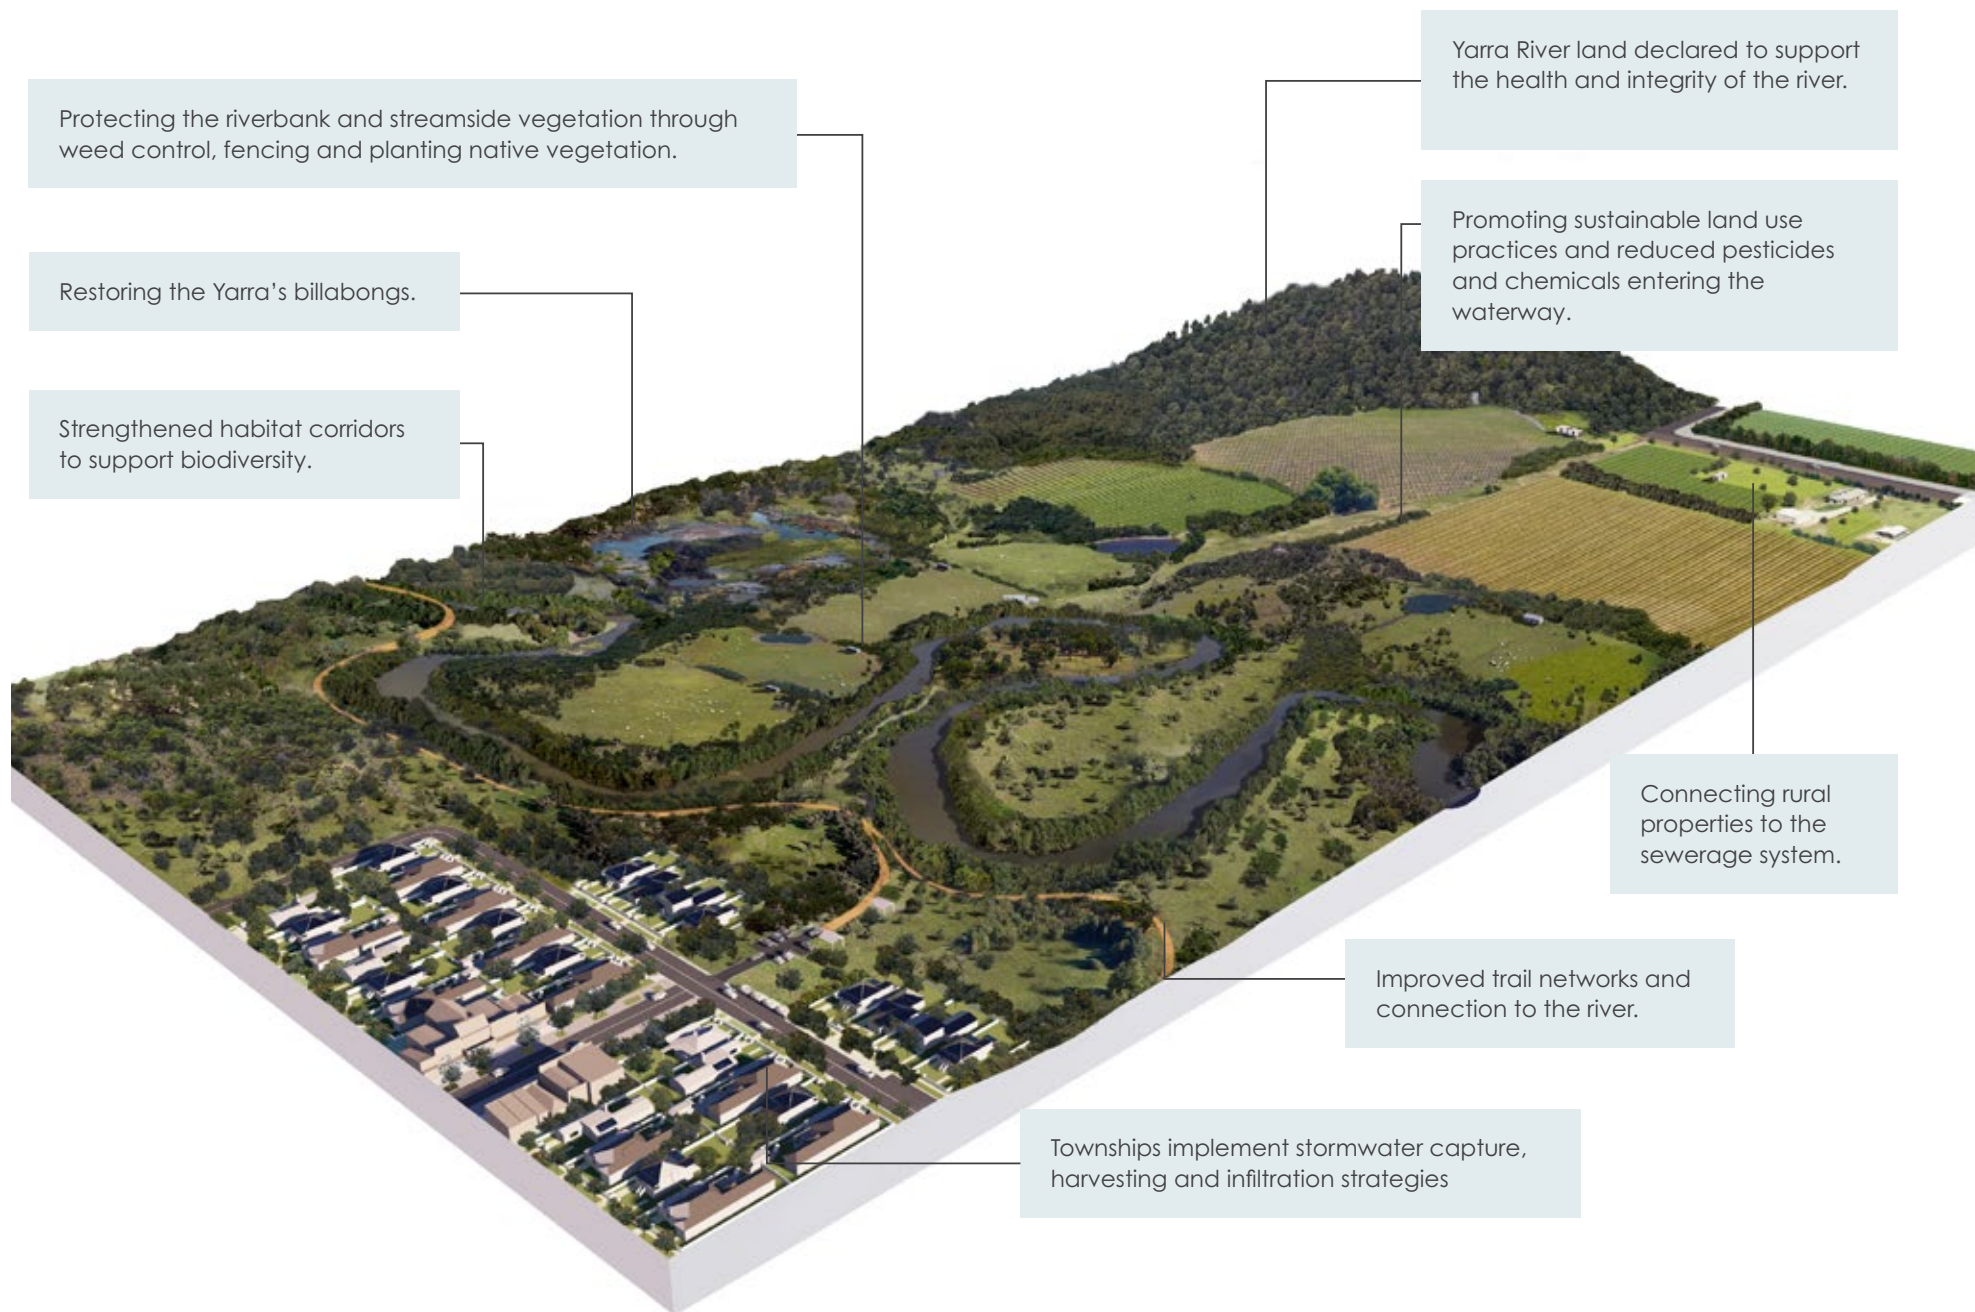 Yarra River land declared to support
the health and integrity of the river.
Protecting the riverbank and streamside vegetation through
weed control, fencing and planting native vegetation.
Promoting sustainable land use
practices and reduced pesticides
and chemicals entering the
waterway.
Restoring the Yarra’s billabongs.
Strengthened habitat corridors
to support biodiversity.
Connecting rural
properties to the
sewerage system.
Improved trail networks and
connection to the river.
Townships implement stormwater capture,
harvesting and infiltration strategies